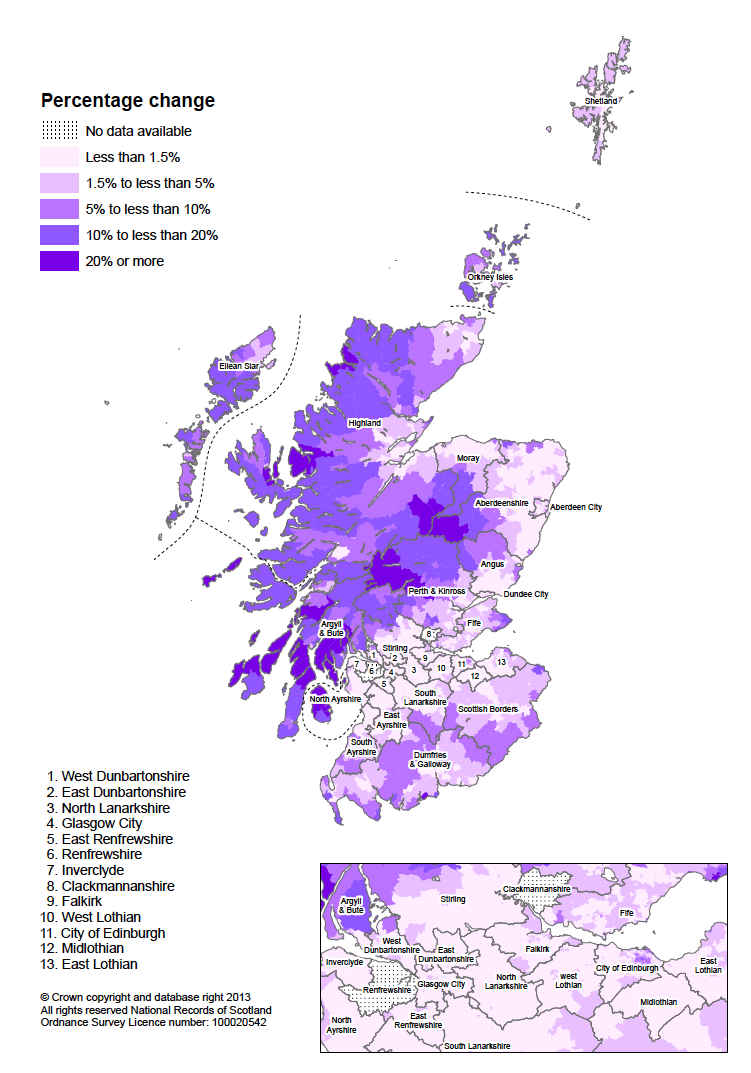 Percentage change
No data available
Less than 1.5%
1.5% to less than 5%
5% to less than 10%
10% to less than 20%
20% or more
Shetland
Orkney Isles
Eilean Siar
Highland
Moray
Aberdeenshire
Aberdeen City
Angus
Perth & Kinross
Dundee City
Argyll
& Bute
Fife
8
Stirling
1
2
9
13
7
6
4
3
10
11
12
5
North Ayrshire
South
Lanarkshire
Scottish Borders
East
Ayrshire
South
Ayrshire
Dumfries
& Galloway
1. West Dunbartonshire
2. East Dunbartonshire
3. North Lanarkshire
4. Glasgow City
5. East Renfrewshire
6. Renfrewshire
7. Inverclyde
8. Clackmannanshire
9. Falkirk
10. West Lothian
11. City of Edinburgh
12. Midlothian
13. East Lothian
© Crown copyright and database right 2013
All rights reserved National Records of Scotland
Ordnance Survey Licence number: 100020542
Argyll
& Bute
Stirling
Clackmannanshire
Fife
West
Dunbartonshire
East
Dunbartonshire
Falkirk
Inverclyde
Renfrewshire
Glasgow City
North
Lanarkshire
west
Lothian
City of Edinburgh
East
Lothian
Midlothian
North
Ayrshire
East
Renfrewshire
South Lanarkshire